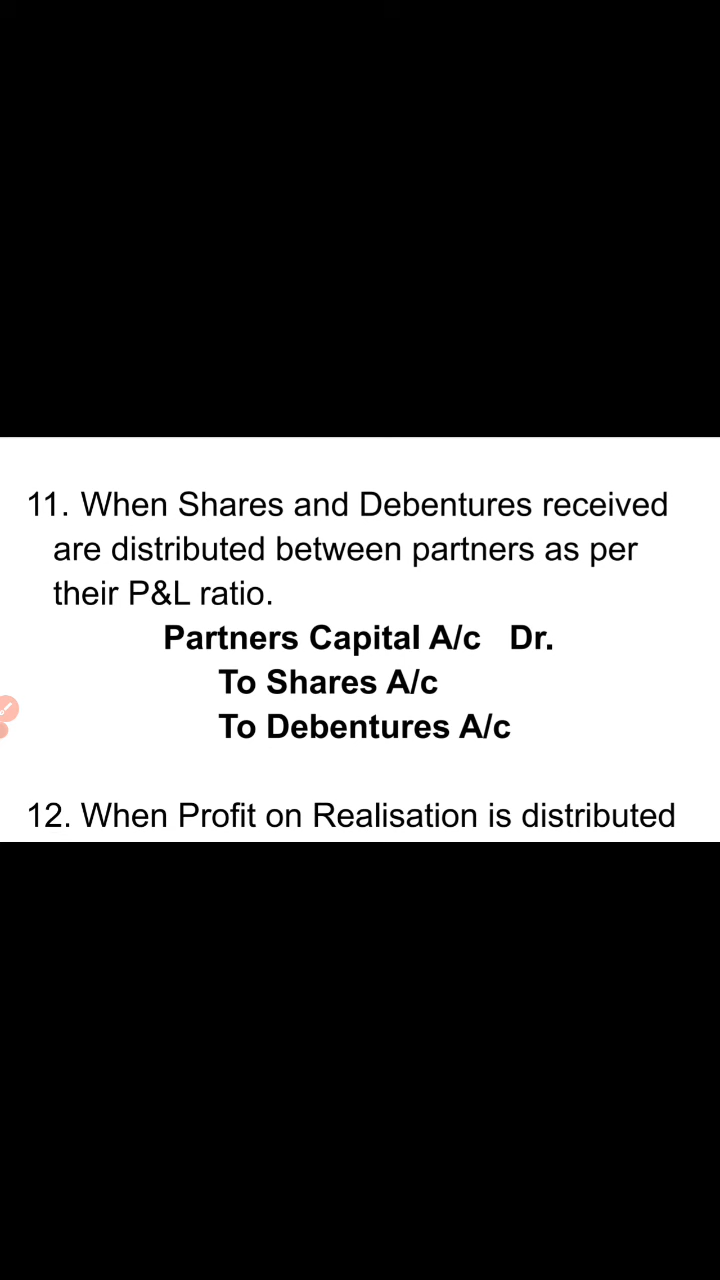 11. When Shares and Debentures received
are distributed between partners as per
their P&L ratio.
Partners Capital A/c Dr.
To Shares A/c
To Debentures A/c
12. When Profit on Realisation is distributed